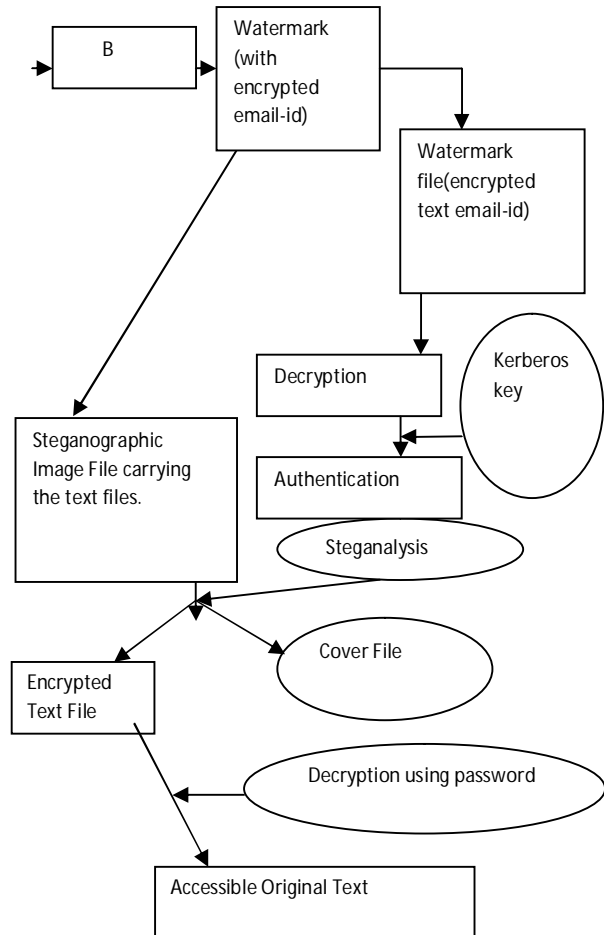 B
Watermark
(with
encrypted
email-id)
Watermark
file(encrypted
text email-id)
Kerberos
key
Decryption
Authentication
Steganographic
Image File carrying
the text files.
Steganalysis
Cover File
Encrypted
Text File
Decryption using password
Accessible Original Text